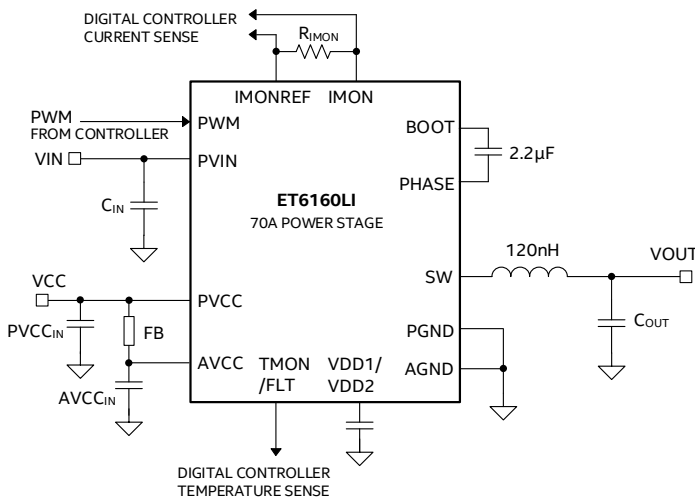 DIGITAL CONTROLLER
CURRENT SENSE
RIMON
IMONREF
IMON
PWM
FROM CONTROLLER
PWM
BOOT
VIN
PVIN
2.2µF
PHASE
CIN
ET6160LI
70A POWER STAGE
120nH
VOUT
SW
VCC
PVCC
COUT
PVCCIN
FB
PGND
AVCC
TMON
/FLT
VDD1/
VDD2
AGND
AVCCIN
DIGITAL CONTROLLER
TEMPERATURE SENSE